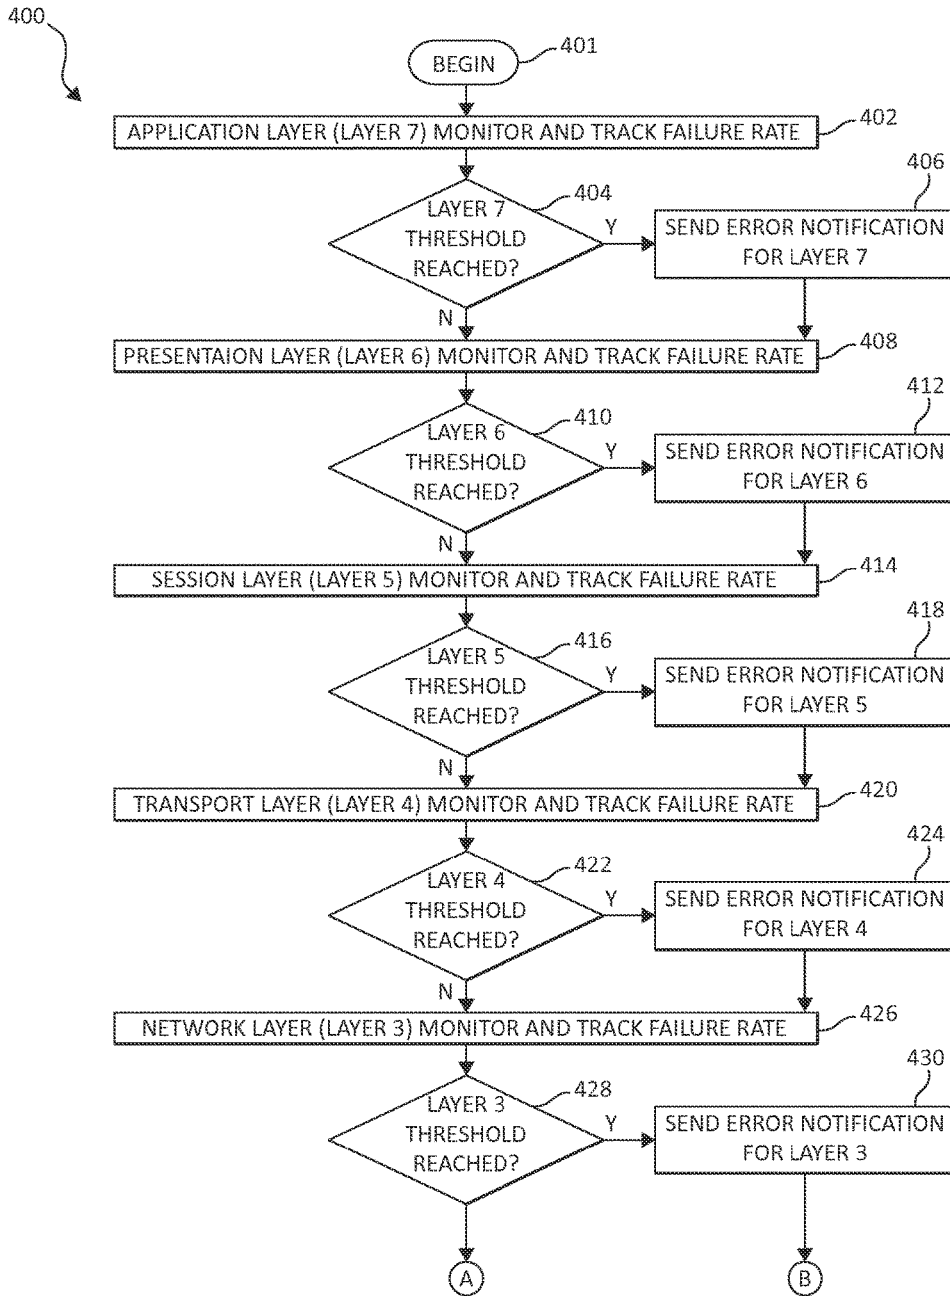 400
BEGIN
401
APPLICATION LAYER (LAYER 7) MONITOR AND TRACK FAILURE RATE
402
LAYER 7
THRESHOLD
REACHED?
404
Y
N
SEND ERROR NOTIFICATION
FOR LAYER 7
406
PRESENTAION LAYER (LAYER 6) MONITOR AND TRACK FAILURE RATE
408
LAYER 6
THRESHOLD
REACHED?
410
Y
N
SEND ERROR NOTIFICATION
FOR LAYER 6
412
SESSION LAYER (LAYER 5) MONITOR AND TRACK FAILURE RATE
414
LAYER 5
THRESHOLD
REACHED?
416
Y
N
SEND ERROR NOTIFICATION
FOR LAYER 5
418
TRANSPORT LAYER (LAYER 4) MONITOR AND TRACK FAILURE RATE
420
LAYER 4
THRESHOLD
REACHED?
422
Y
N
SEND ERROR NOTIFICATION
FOR LAYER 4
424
NETWORK LAYER (LAYER 3) MONITOR AND TRACK FAILURE RATE
426
LAYER 3
THRESHOLD
REACHED?
428
Y
SEND ERROR NOTIFICATION
FOR LAYER 3
430
A
B